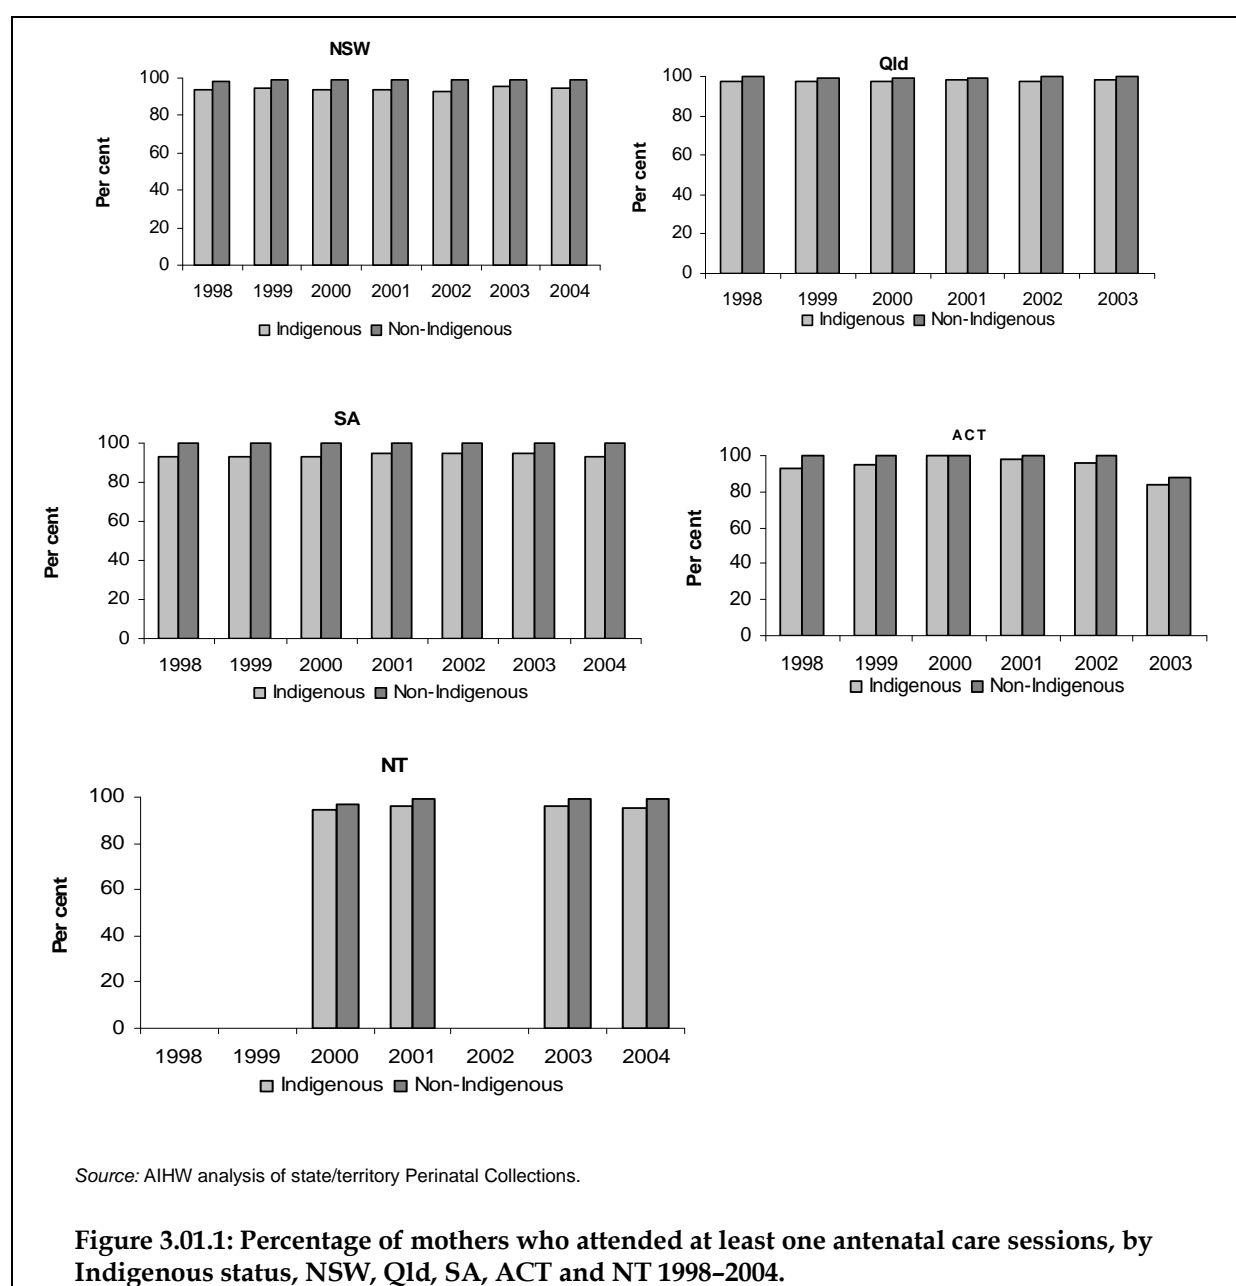 NSW
100
80
60
40
20
0
Per cent
1998 1999 2000 2001 2002 2003 2004
Indigenous Non-Indigenous
Qld
100
80
60
40
20
0
Per cent
1998 1999 2000 2001 2002 2003
Indigenous Non-Indigenous
SA
100
80
60
40
20
0
Per cent
1998 1999 2000 2001 2002 2003 2004
Indigenous Non-Indigenous
ACT
100
80
60
40
20
0
Per cent
1998 1999 2000 2001 2002 2003
Indigenous Non-Indigenous
NT
100
80
60
40
20
0
Per cent
1998 1999 2000 2001 2002 2003 2004
Indigenous Non-Indigenous
Source: AIHW analysis of state/territory Perinatal Collections.
Figure 3.01.1: Percentage of mothers who attended at least one antenatal care sessions, by
Indigenous status, NSW, Qld, SA, ACT and NT 1998–2004.